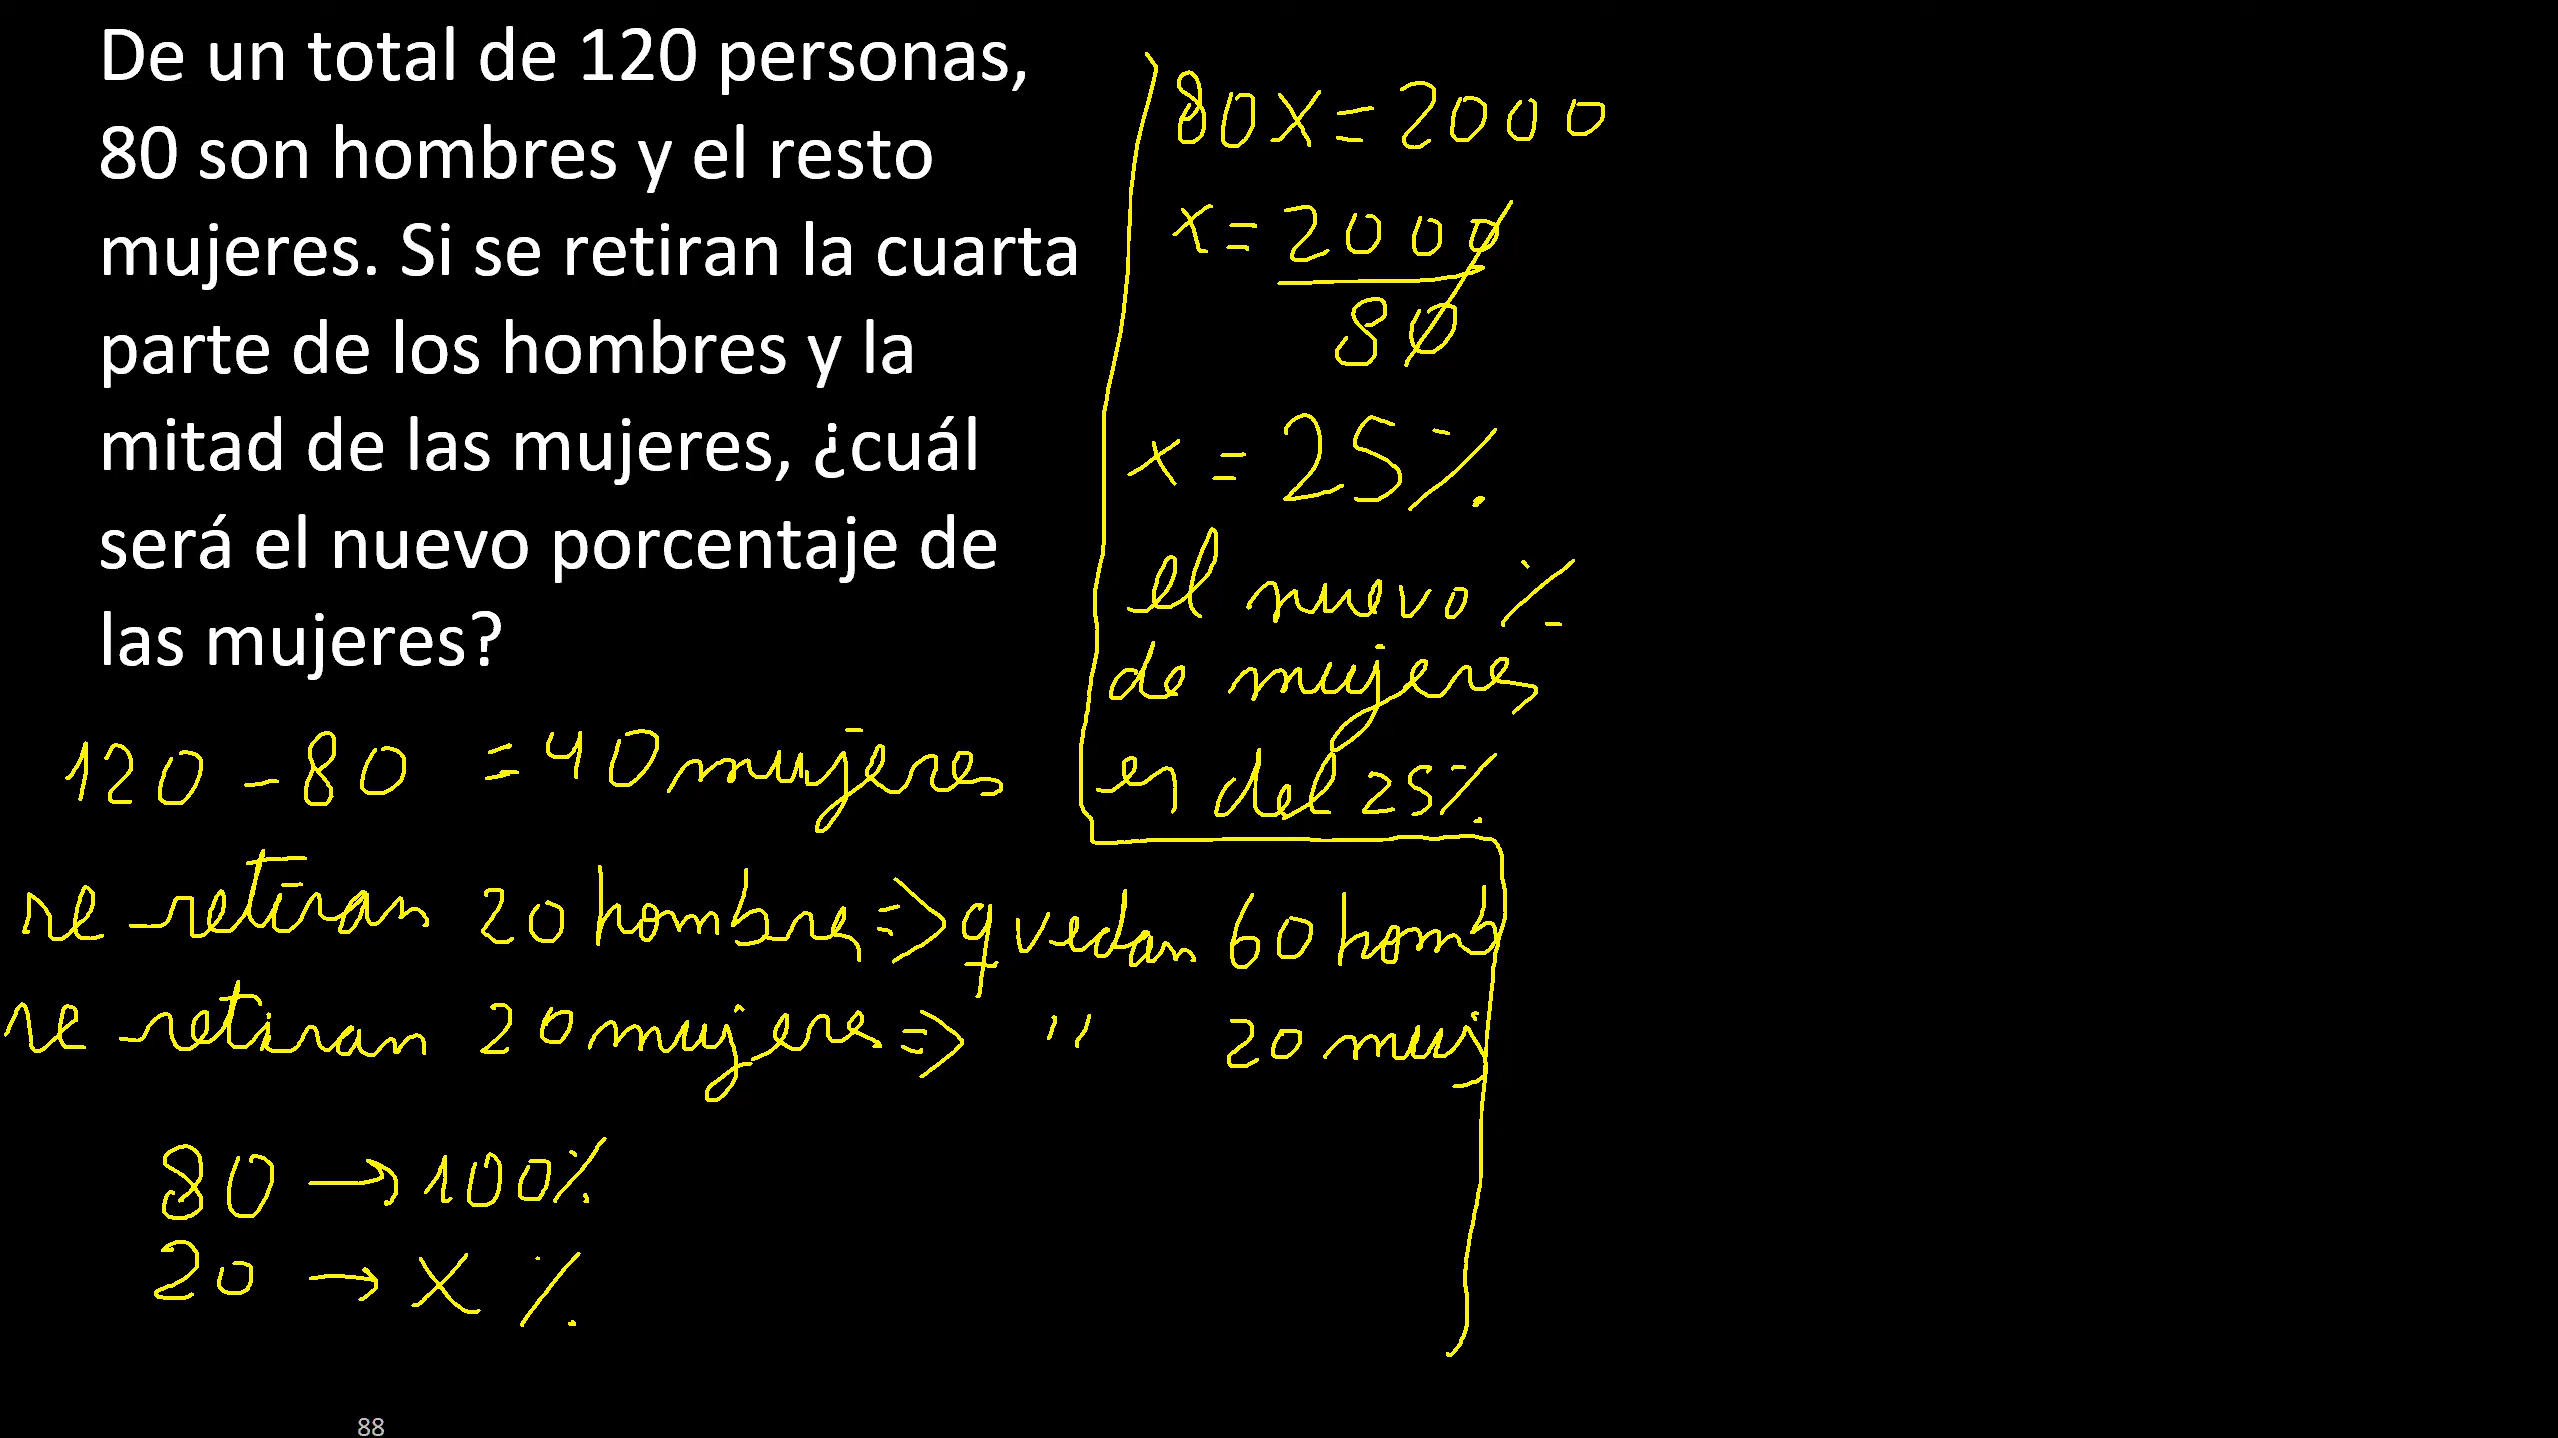 De un total de 120 personas,
80 son hombres y el resto
mujeres. Si se retiran la cuarta
parte de los hombres y la
mitad de las mujeres, ¿cuál
será el nuevo porcentaje de
las mujeres?
120 - 80 = 40 mujeres
se retiran 20 hombres => quedan 60 homb
se retiran 20 mujeres => " 20 muj
80 → 100%
20 → x %
80x = 2000
x = 2000
80
x = 25%
el nuevo %
de mujeres
es del 25%
88